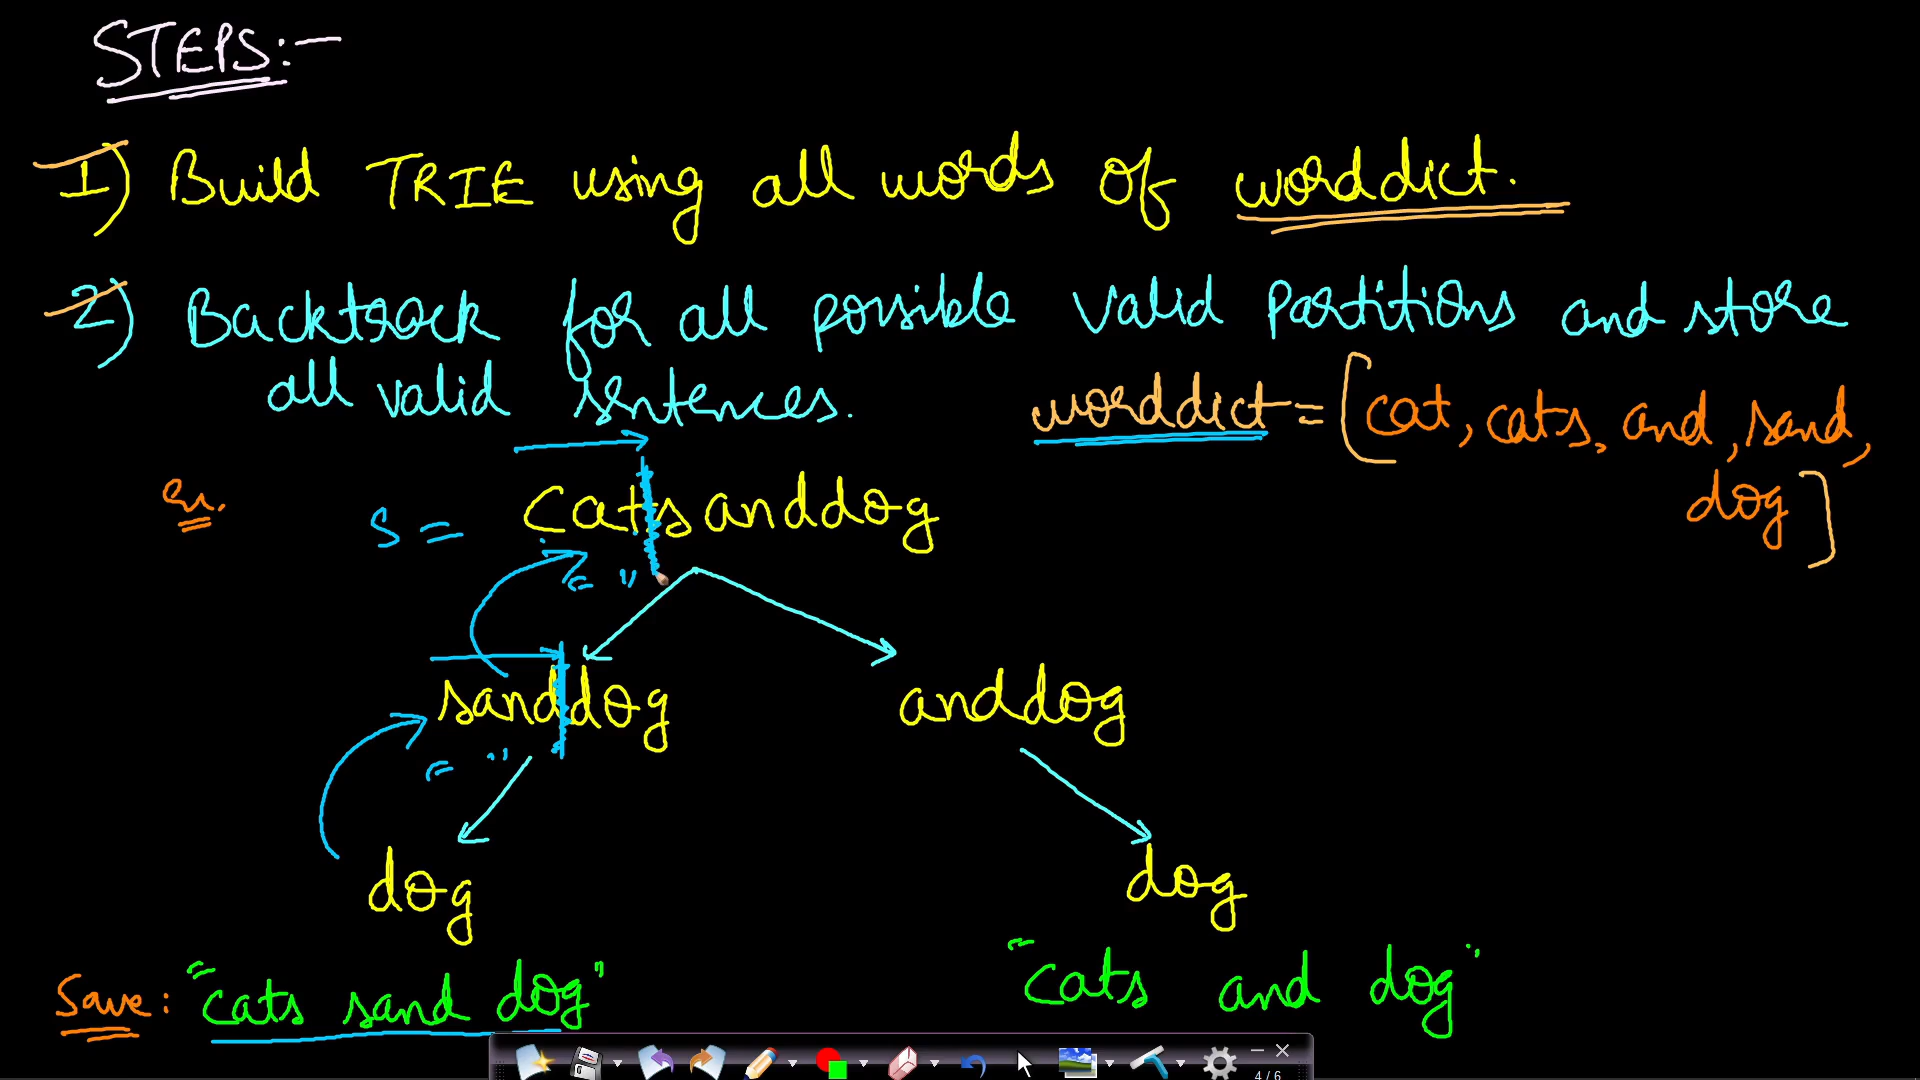 STEPS:-
1) Build TRIE using all words of worddict.
2) Backtrack for all possible valid partitions and store
all valid sentences.
worddict = [cat, cats, and, sand,
dog]
Ex.
s = catsanddog
" "
sanddog anddog
" "
dog dog
Save: "cats sand dog" "cats and dog"
4/6